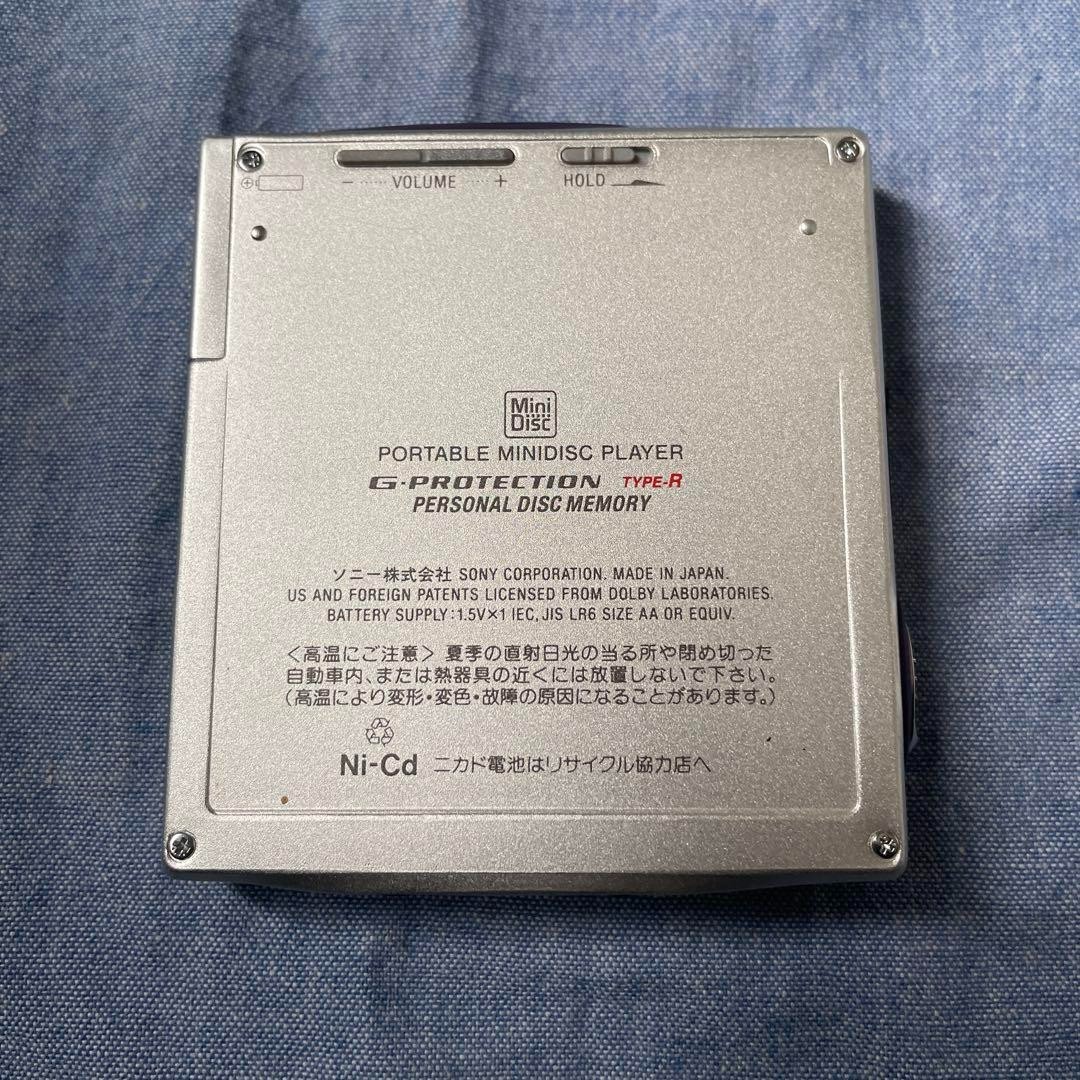 - VOLUME +
HOLD
⊕
Mini
Disc
PORTABLE MINIDISC PLAYER
G·PROTECTION TYPE-R
PERSONAL DISC MEMORY
ソニー株式会社 SONY CORPORATION. MADE IN JAPAN.
US AND FOREIGN PATENTS LICENSED FROM DOLBY LABORATORIES.
BATTERY SUPPLY:1.5V×1 IEC, JIS LR6 SIZE AA OR EQUIV.
<高温にご注意> 夏季の直射日光の当る所や閉め切った
自動車内、または熱器具の近くには放置しないで下さい。
(高温により変形・変色・故障の原因になることがあります。)
Ni-Cd ニカド電池はリサイクル協力店へ